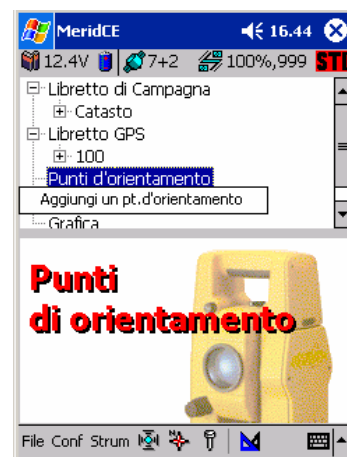 MeridCE 16.44
12.4V 7+2 100%,999
Libretto di Campagna
Catasto
Libretto GPS
100
Punti d'orientamento
Aggiungi un pt.d'orientamento
Grafica
Punti
di orientamento
File Conf Strum